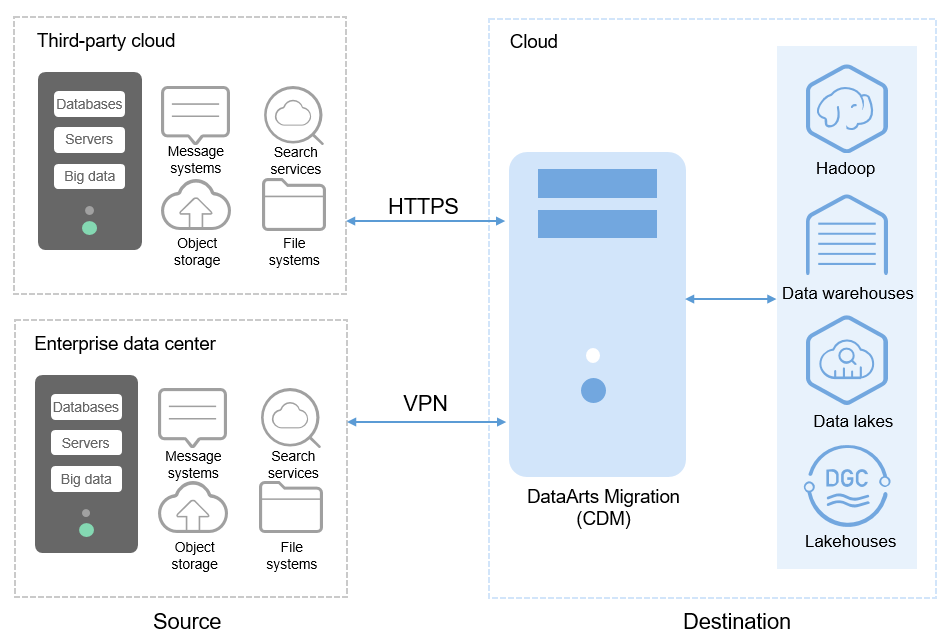 Third-party cloud
Databases
Servers
Big data
Message
systems
Search
services
Object
storage
File
systems
HTTPS
Enterprise data center
Databases
Servers
Big data
Message
systems
Search
services
Object
storage
File
systems
VPN
Source
Cloud
DataArts Migration
(CDM)
Hadoop
Data warehouses
Data lakes
DGC
Lakehouses
Destination